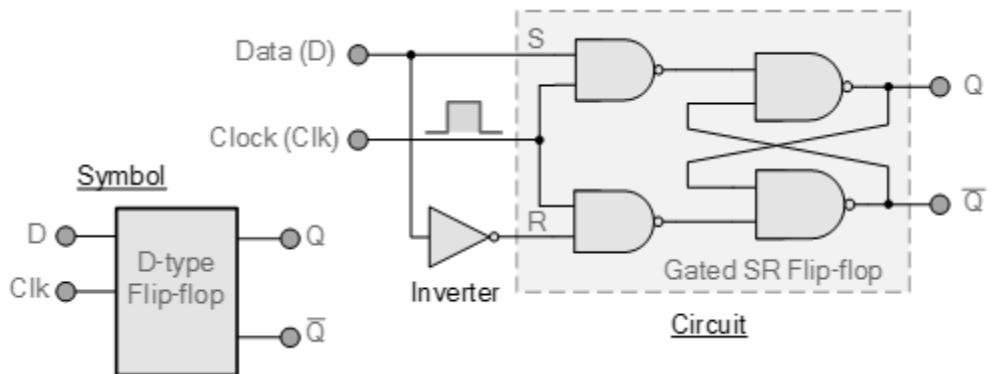 Data (D)
S
Q
Clock (Clk)
Symbol
D
Q
Clk
D-type
Flip-flop
Q̅
R
Inverter
Q̅
Gated SR Flip-flop
Circuit